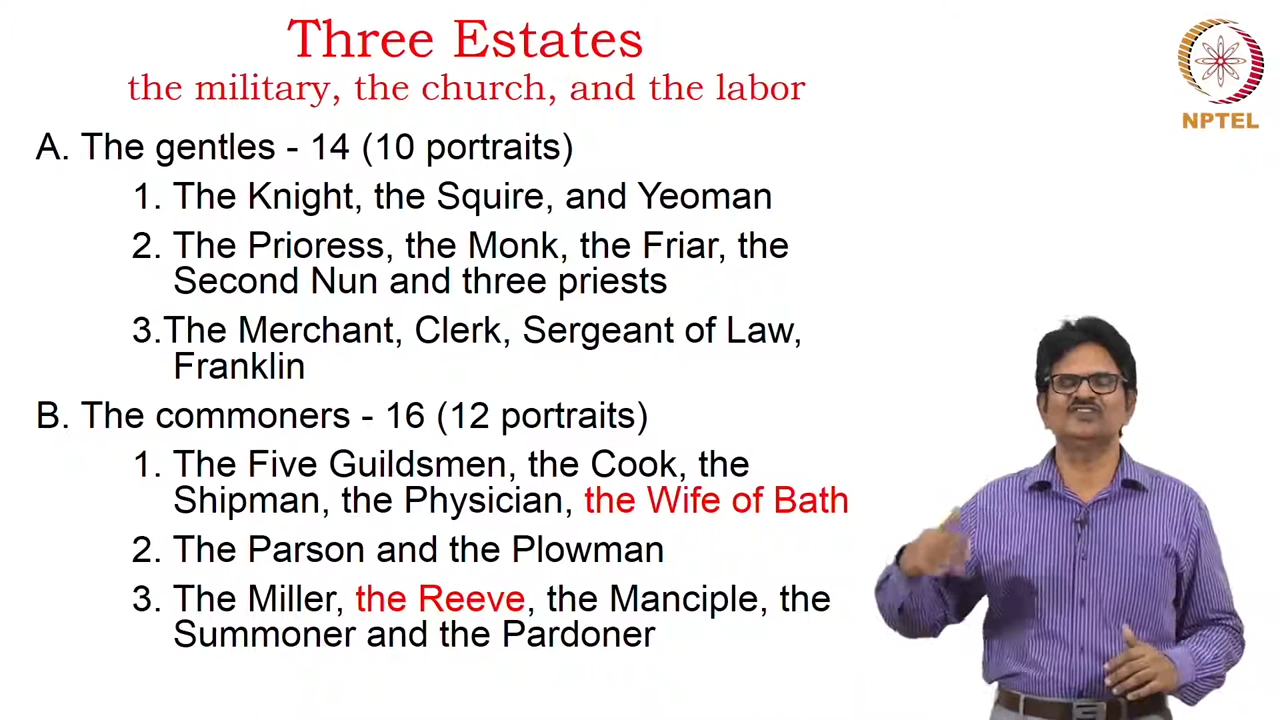 Three Estates
the military, the church, and the labor
NPTEL
A. The gentles - 14 (10 portraits)
1. The Knight, the Squire, and Yeoman
2. The Prioress, the Monk, the Friar, the
Second Nun and three priests
3.The Merchant, Clerk, Sergeant of Law,
Franklin
B. The commoners - 16 (12 portraits)
1. The Five Guildsmen, the Cook, the
Shipman, the Physician, the Wife of Bath
2. The Parson and the Plowman
3. The Miller, the Reeve, the Manciple, the
Summoner and the Pardoner